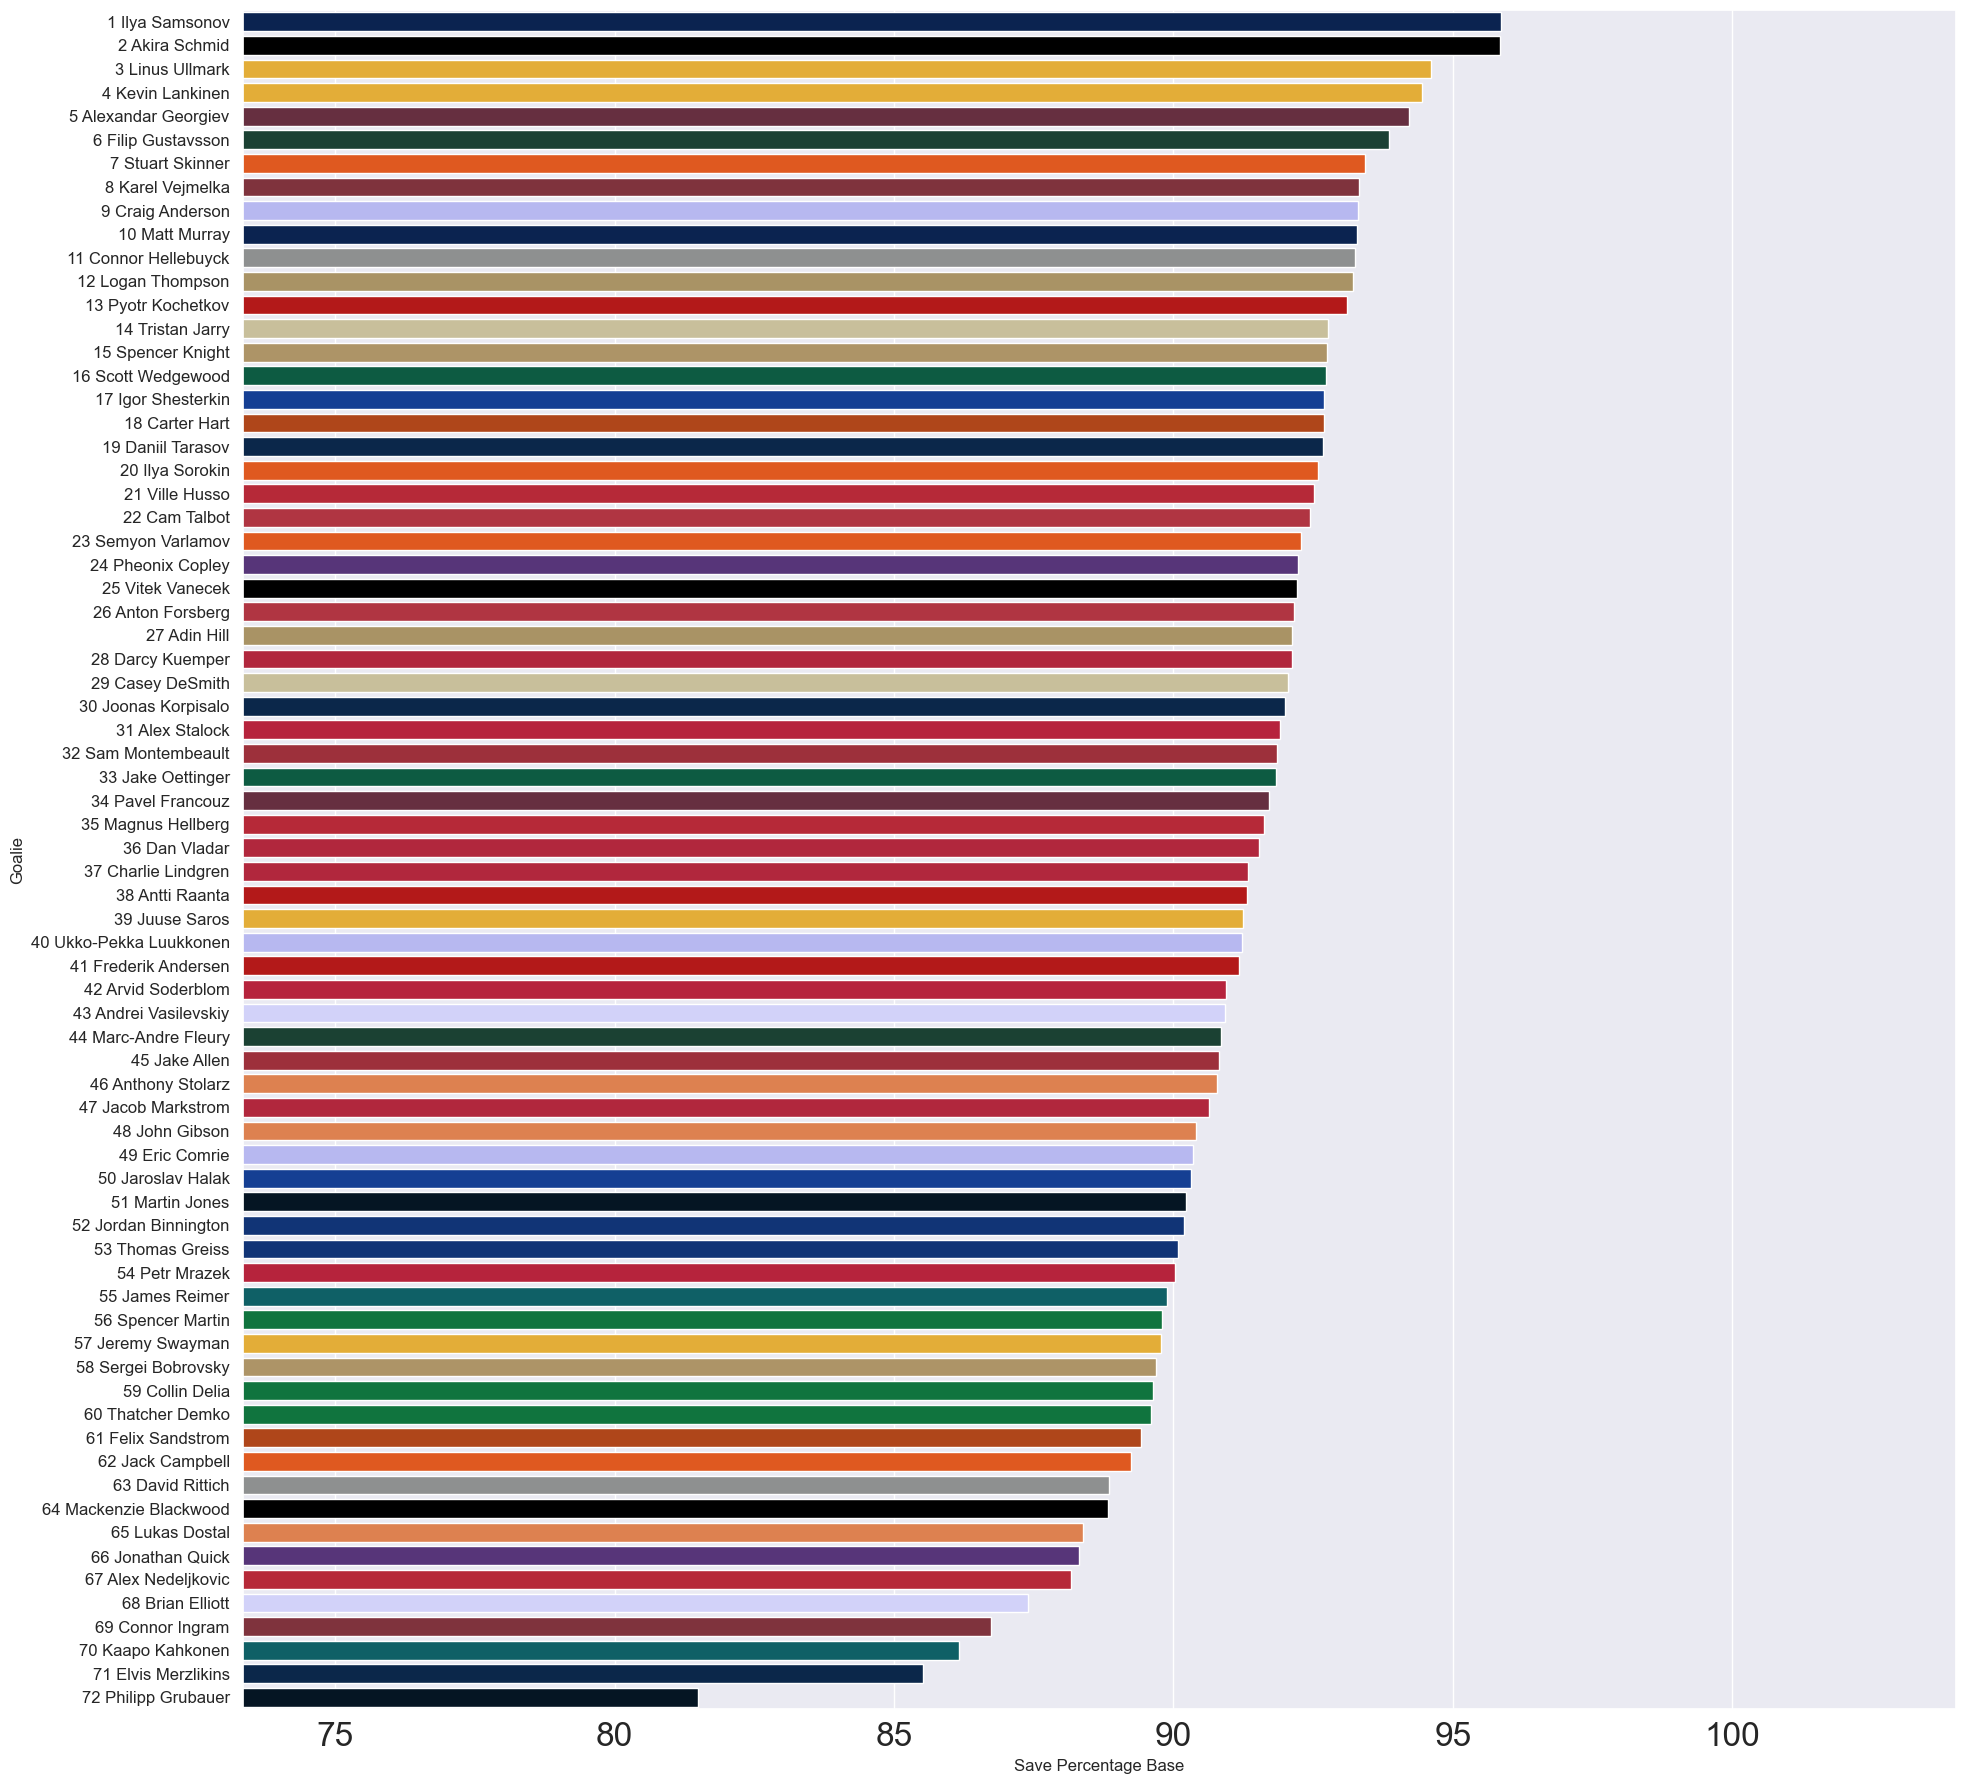 1 Ilya Samsonov
2 Akira Schmid
3 Linus Ullmark
4 Kevin Lankinen
5 Alexandar Georgiev
6 Filip Gustavsson
7 Stuart Skinner
8 Karel Vejmelka
9 Craig Anderson
10 Matt Murray
11 Connor Hellebuyck
12 Logan Thompson
13 Pyotr Kochetkov
14 Tristan Jarry
15 Spencer Knight
16 Scott Wedgewood
17 Igor Shesterkin
18 Carter Hart
19 Daniil Tarasov
20 Ilya Sorokin
21 Ville Husso
22 Cam Talbot
23 Semyon Varlamov
24 Pheonix Copley
25 Vitek Vanecek
26 Anton Forsberg
27 Adin Hill
28 Darcy Kuemper
29 Casey DeSmith
30 Joonas Korpisalo
31 Alex Stalock
32 Sam Montembeault
33 Jake Oettinger
34 Pavel Francouz
35 Magnus Hellberg
36 Dan Vladar
37 Charlie Lindgren
38 Antti Raanta
39 Juuse Saros
40 Ukko-Pekka Luukkonen
41 Frederik Andersen
42 Arvid Soderblom
43 Andrei Vasilevskiy
44 Marc-Andre Fleury
45 Jake Allen
46 Anthony Stolarz
47 Jacob Markstrom
48 John Gibson
49 Eric Comrie
50 Jaroslav Halak
51 Martin Jones
52 Jordan Binnington
53 Thomas Greiss
54 Petr Mrazek
55 James Reimer
56 Spencer Martin
57 Jeremy Swayman
58 Sergei Bobrovsky
59 Collin Delia
60 Thatcher Demko
61 Felix Sandstrom
62 Jack Campbell
63 David Rittich
64 Mackenzie Blackwood
65 Lukas Dostal
66 Jonathan Quick
67 Alex Nedeljkovic
68 Brian Elliott
69 Connor Ingram
70 Kaapo Kahkonen
71 Elvis Merzlikins
72 Philipp Grubauer
Goalie
75 80 85 90 95 100
Save Percentage Base